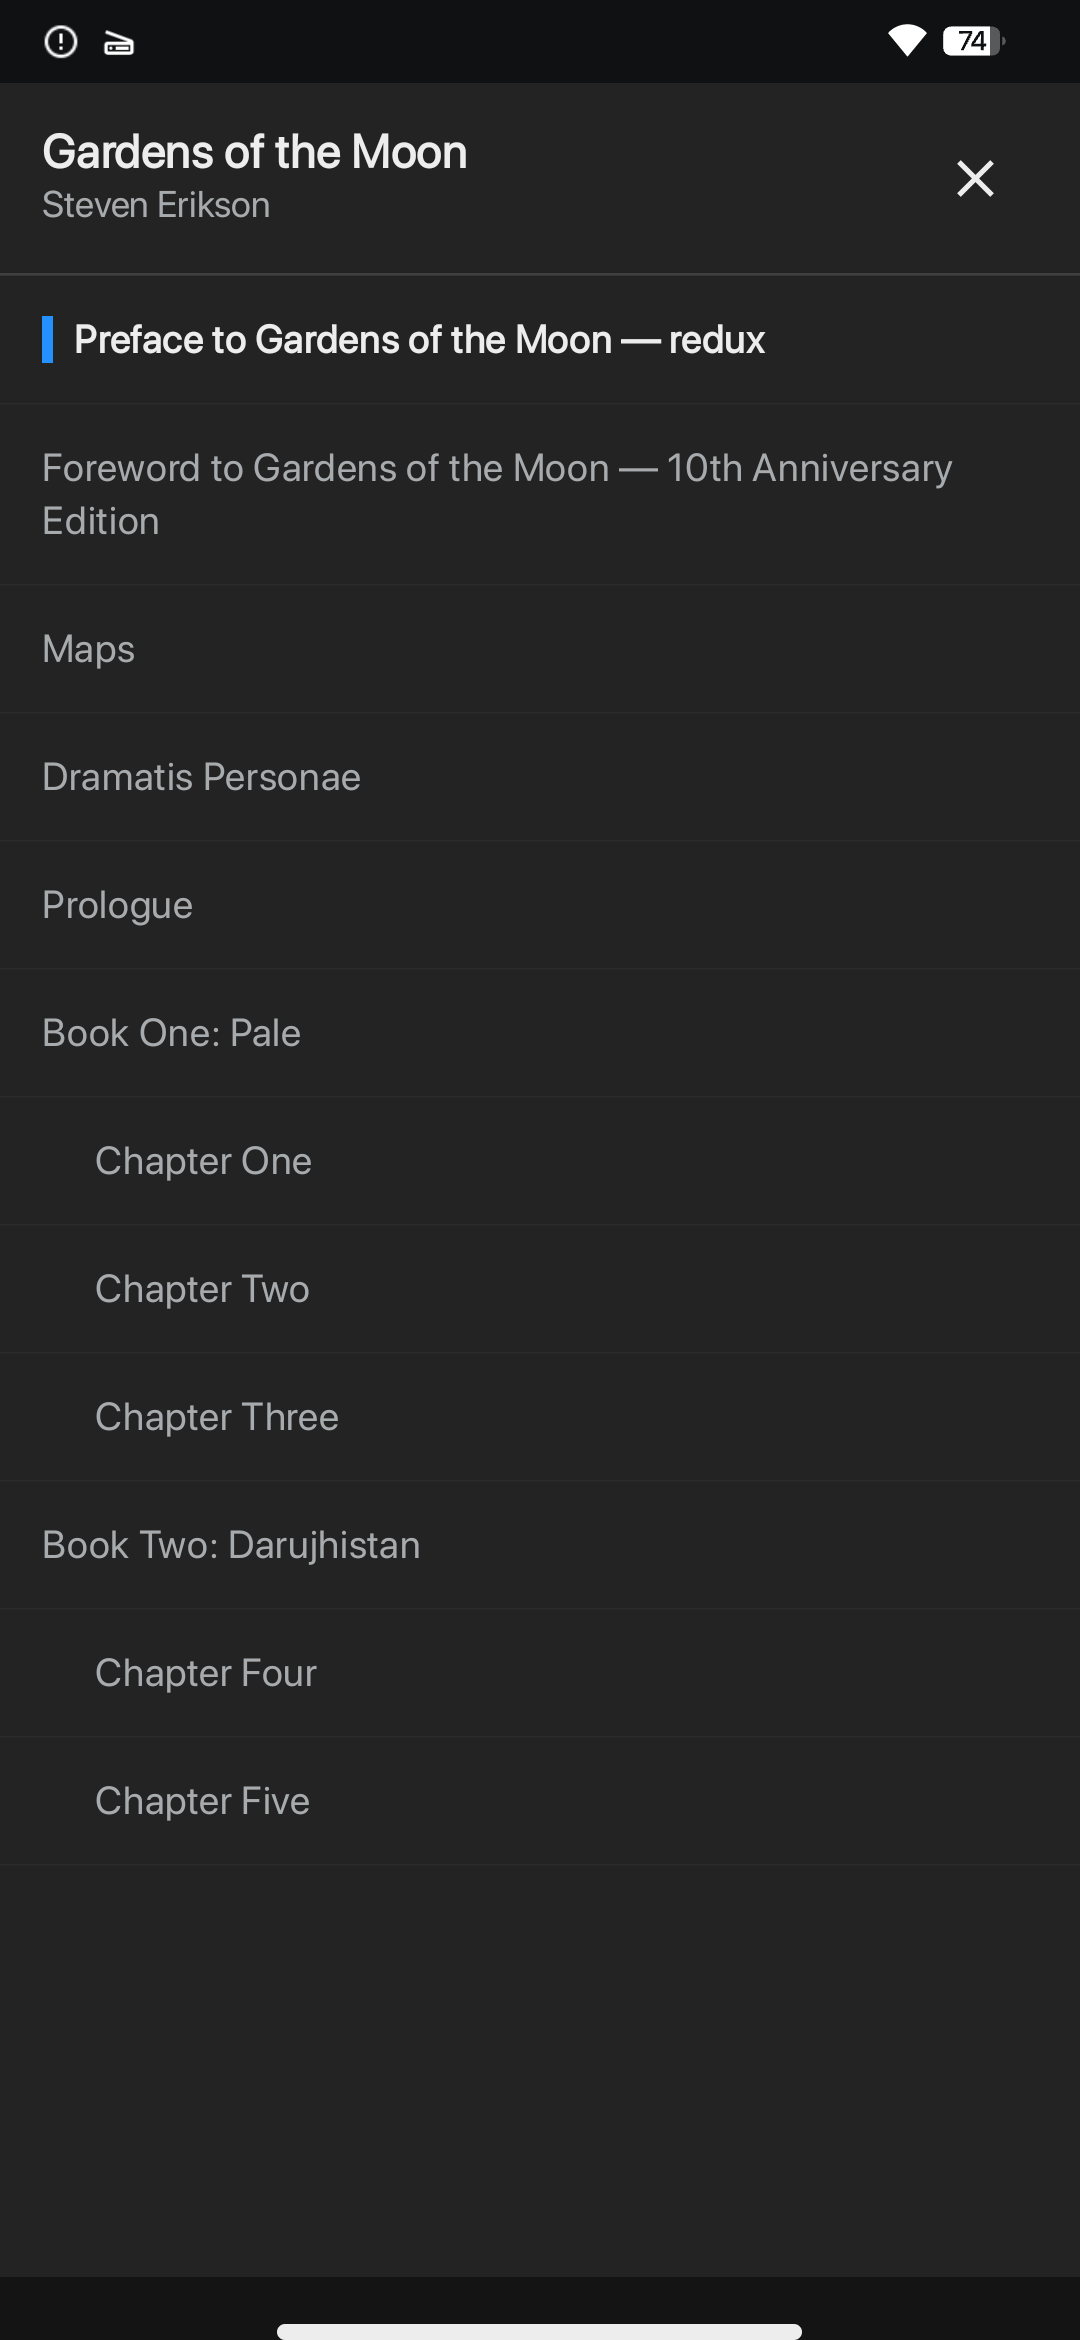 74
Gardens of the Moon
Steven Erikson
Preface to Gardens of the Moon — redux
Foreword to Gardens of the Moon — 10th Anniversary
Edition
Maps
Dramatis Personae
Prologue
Book One: Pale
Chapter One
Chapter Two
Chapter Three
Book Two: Darujhistan
Chapter Four
Chapter Five